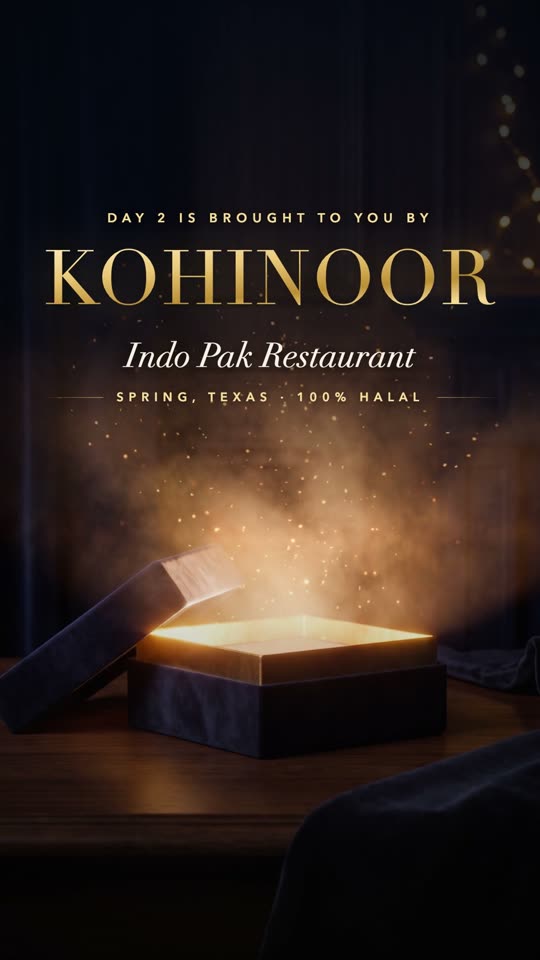 DAY 2 IS BROUGHT TO YOU BY
KOHINOOR
Indo Pak Restaurant
SPRING, TEXAS · 100% HALAL